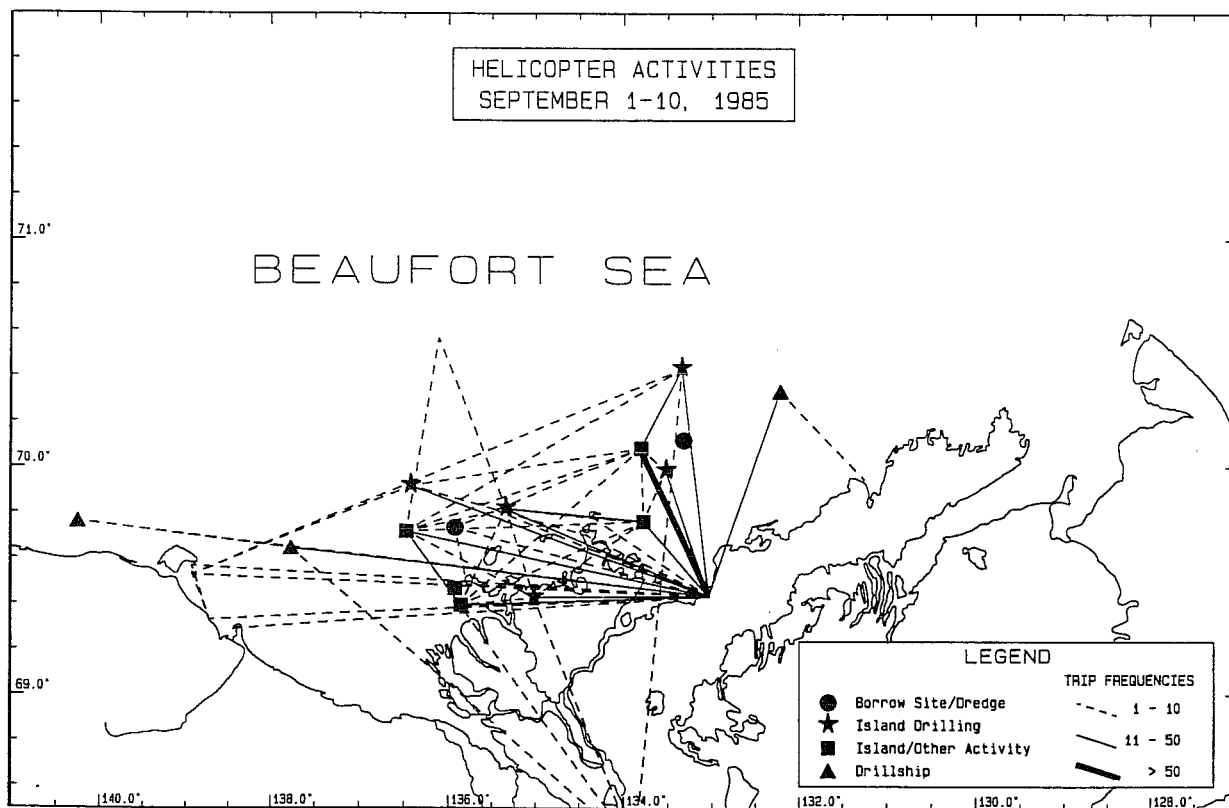 HELICOPTER ACTIVITIES
SEPTEMBER 1-10, 1985
71.0°
BEAUFORT SEA
70.0°
69.0°
LEGEND
TRIP FREQUENCIES
Borrow Site/Dredge
1 - 10
Island Drilling
11 - 50
Island/Other Activity
> 50
Drillship
140.0° 138.0° 136.0° 134.0° 132.0° 130.0° 128.0°